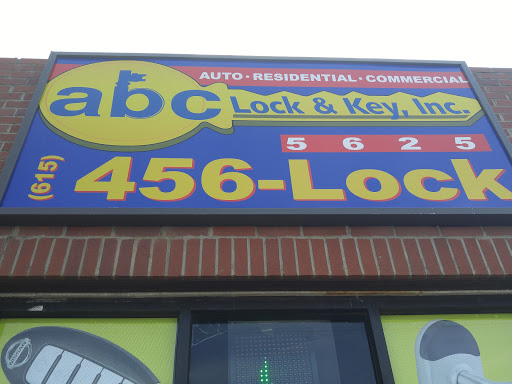 AUTO • RESIDENTIAL • COMMERCIAL
abc Lock & Key, Inc.
5625
(615) 456-Lock